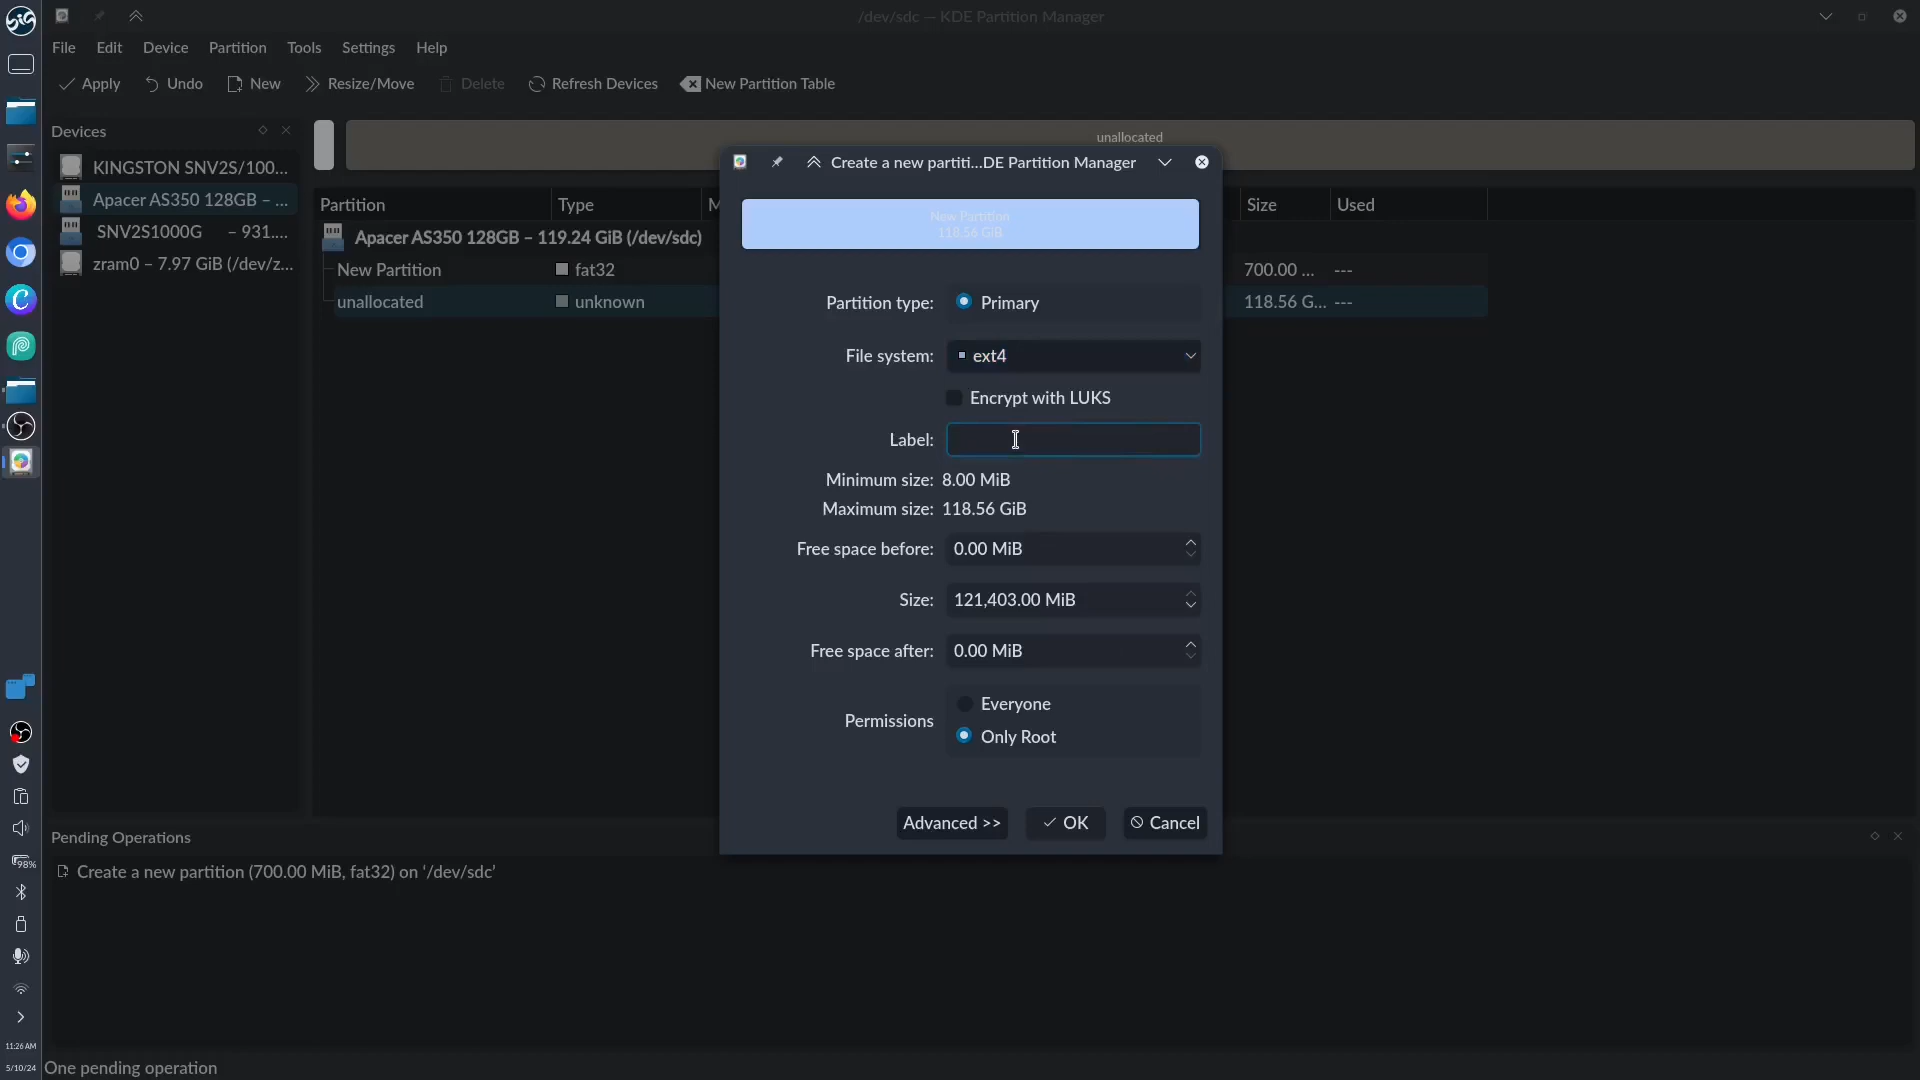 /dev/sdc — KDE Partition Manager
File Edit Device Partition Tools Settings Help
Apply Undo New Resize/Move Delete Refresh Devices New Partition Table
Devices
KINGSTON SNV2S/100...
Apacer AS350 128GB – ...
SNV2S1000G – 931....
zram0 – 7.97 GiB (/dev/z...
unallocated
Partition Type M Size Used
Apacer AS350 128GB – 119.24 GiB (/dev/sdc)
New Partition fat32 700.00 ... ---
unallocated unknown 118.56 G... ---
Create a new partiti...DE Partition Manager
New Partition
118.56 GiB
Partition type: Primary
File system: ext4
Encrypt with LUKS
Label:
Minimum size: 8.00 MiB
Maximum size: 118.56 GiB
Free space before: 0.00 MiB
Size: 121,403.00 MiB
Free space after: 0.00 MiB
Permissions
Everyone
Only Root
Advanced >> OK Cancel
Pending Operations
Create a new partition (700.00 MiB, fat32) on ‘/dev/sdc’
One pending operation
98%
11:26 AM
5/10/24